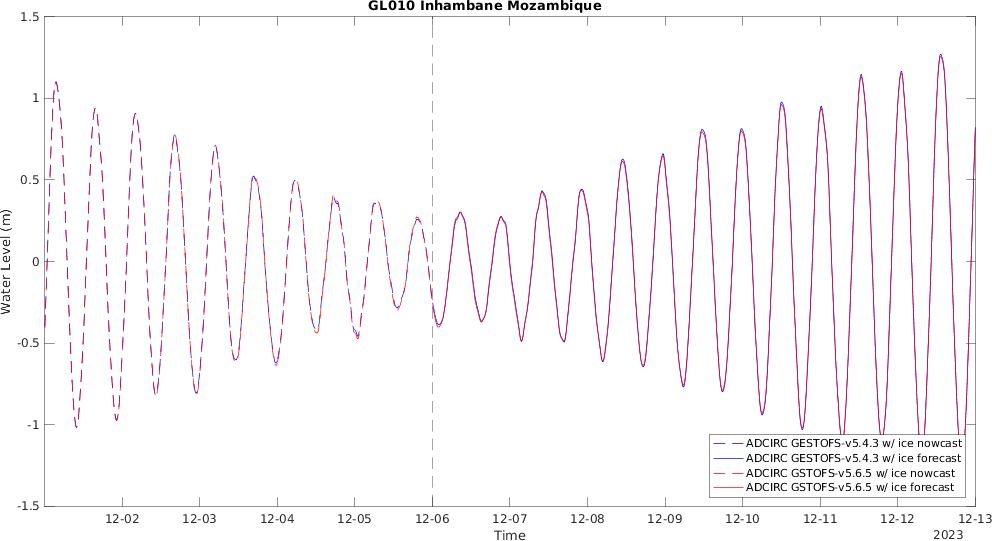 GL010 Inhambane Mozambique
1.5
1
0.5
0
-0.5
-1
-1.5
Water Level (m)
ADCIRC GESTOFS-v5.4.3 w/ ice nowcast
ADCIRC GESTOFS-v5.4.3 w/ ice forecast
ADCIRC GSTOFS-v5.6.5 w/ ice nowcast
ADCIRC GSTOFS-v5.6.5 w/ ice forecast
12-02 12-03 12-04 12-05 12-06 12-07 12-08 12-09 12-10 12-11 12-12 12-13
Time
2023